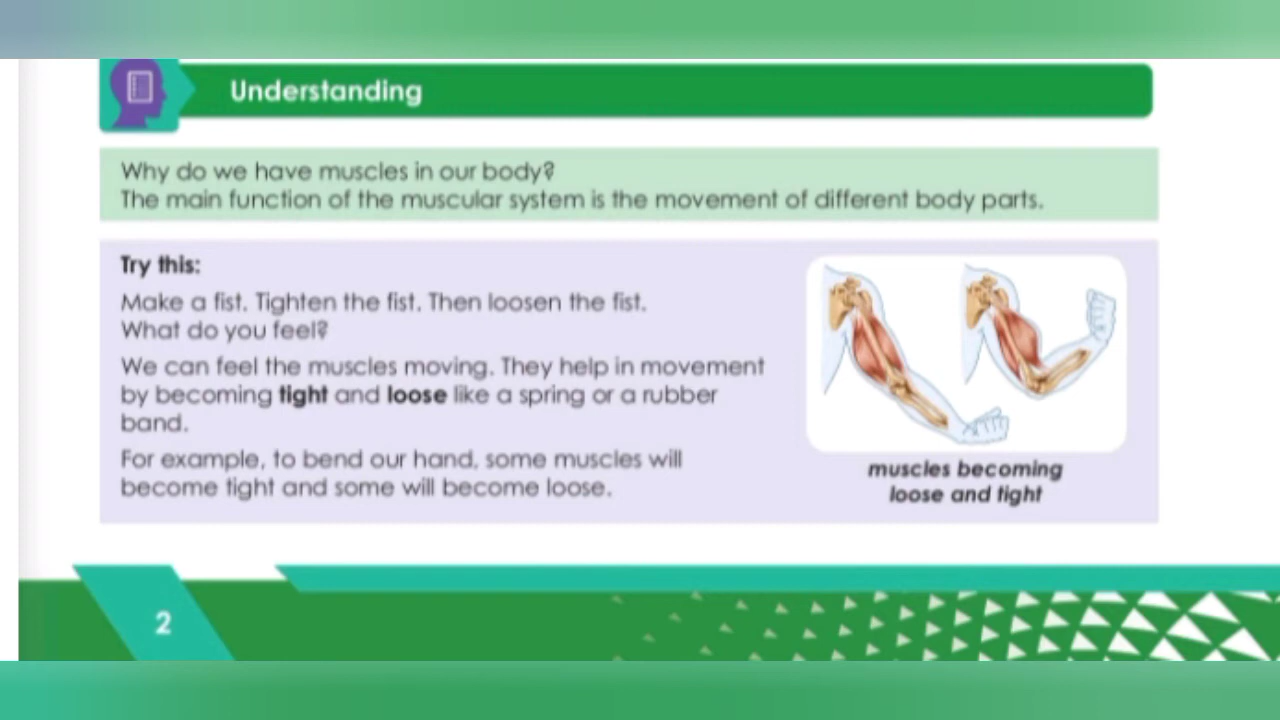 Understanding
Why do we have muscles in our body?
The main function of the muscular system is the movement of different body parts.
Try this:
Make a fist. Tighten the fist. Then loosen the fist.
What do you feel?
We can feel the muscles moving. They help in movement
by becoming tight and loose like a spring or a rubber
band.
For example, to bend our hand, some muscles will
become tight and some will become loose.
muscles becoming
loose and tight
2